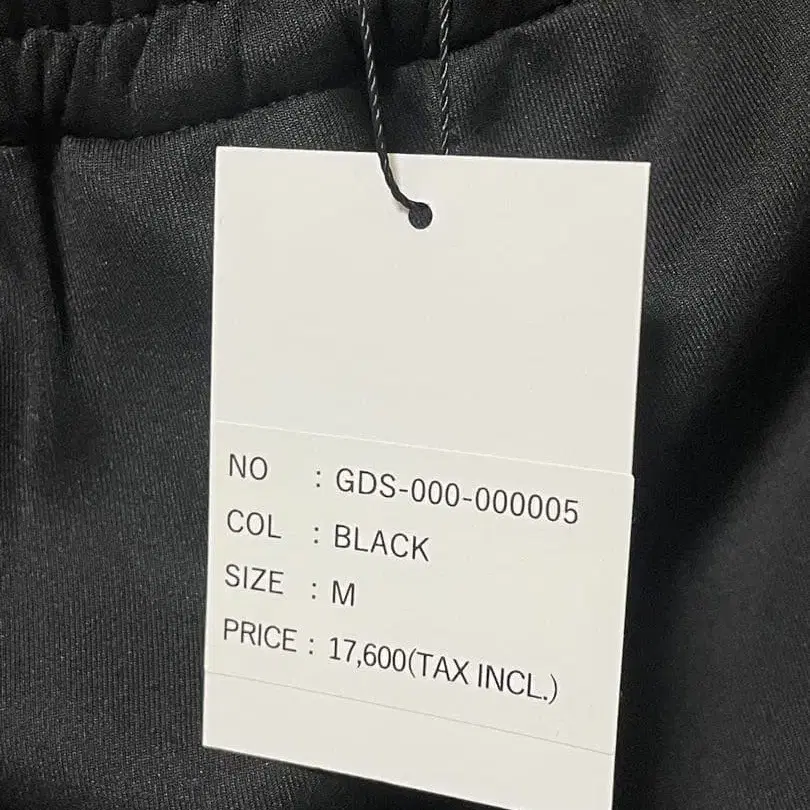 NO : GDS-000-000005
COL : BLACK
SIZE : M
PRICE : 17,600(TAX INCL.)